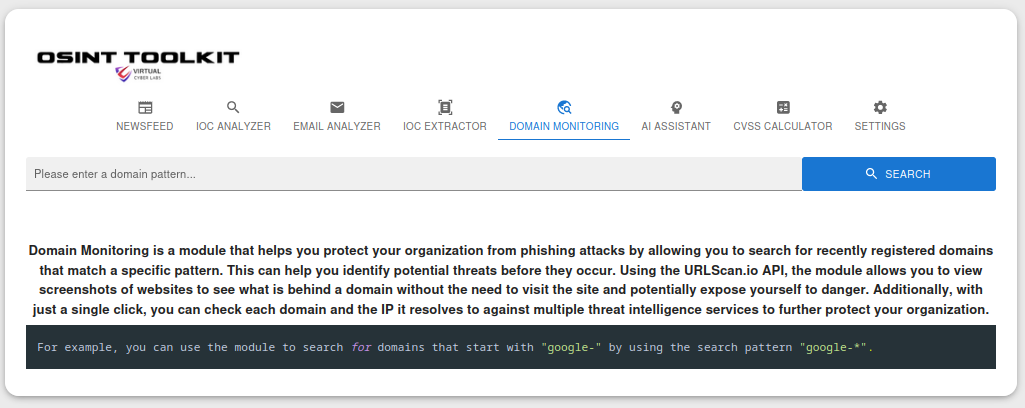 OSINT TOOLKIT
VIRTUAL
CYBER LABS
NEWSFEED IOC ANALYZER EMAIL ANALYZER IOC EXTRACTOR DOMAIN MONITORING AI ASSISTANT CVSS CALCULATOR SETTINGS
Please enter a domain pattern... SEARCH
Domain Monitoring is a module that helps you protect your organization from phishing attacks by allowing you to search for recently registered domains
that match a specific pattern. This can help you identify potential threats before they occur. Using the URLScan.io API, the module allows you to view
screenshots of websites to see what is behind a domain without the need to visit the site and potentially expose yourself to danger. Additionally, with
just a single click, you can check each domain and the IP it resolves to against multiple threat intelligence services to further protect your organization.
For example, you can use the module to search for domains that start with "google-" by using the search pattern "google-*".